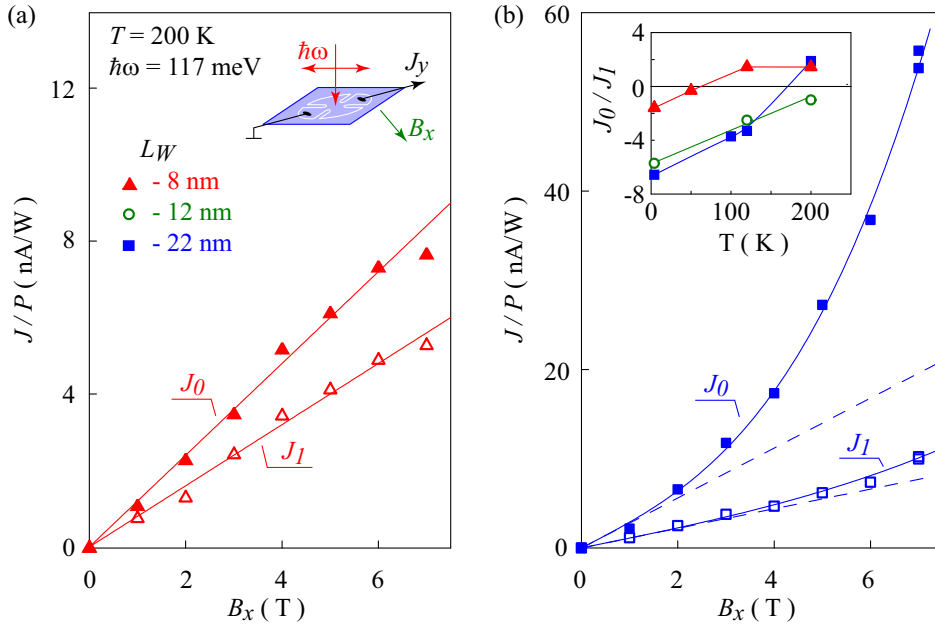 (a)
T = 200 K
ħω = 117 meV
ħω
J_y
B_x
L_W
- 8 nm
- 12 nm
- 22 nm
J_0
J_1
12
8
4
0
J / P ( nA/W )
0 2 4 6
B_x ( T )
(b)
60
40
20
0
J / P ( nA/W )
J_0
J_1
0 2 4 6
B_x ( T )
4
0
-4
-8
J_0 / J_1
0 100 200
T ( K )